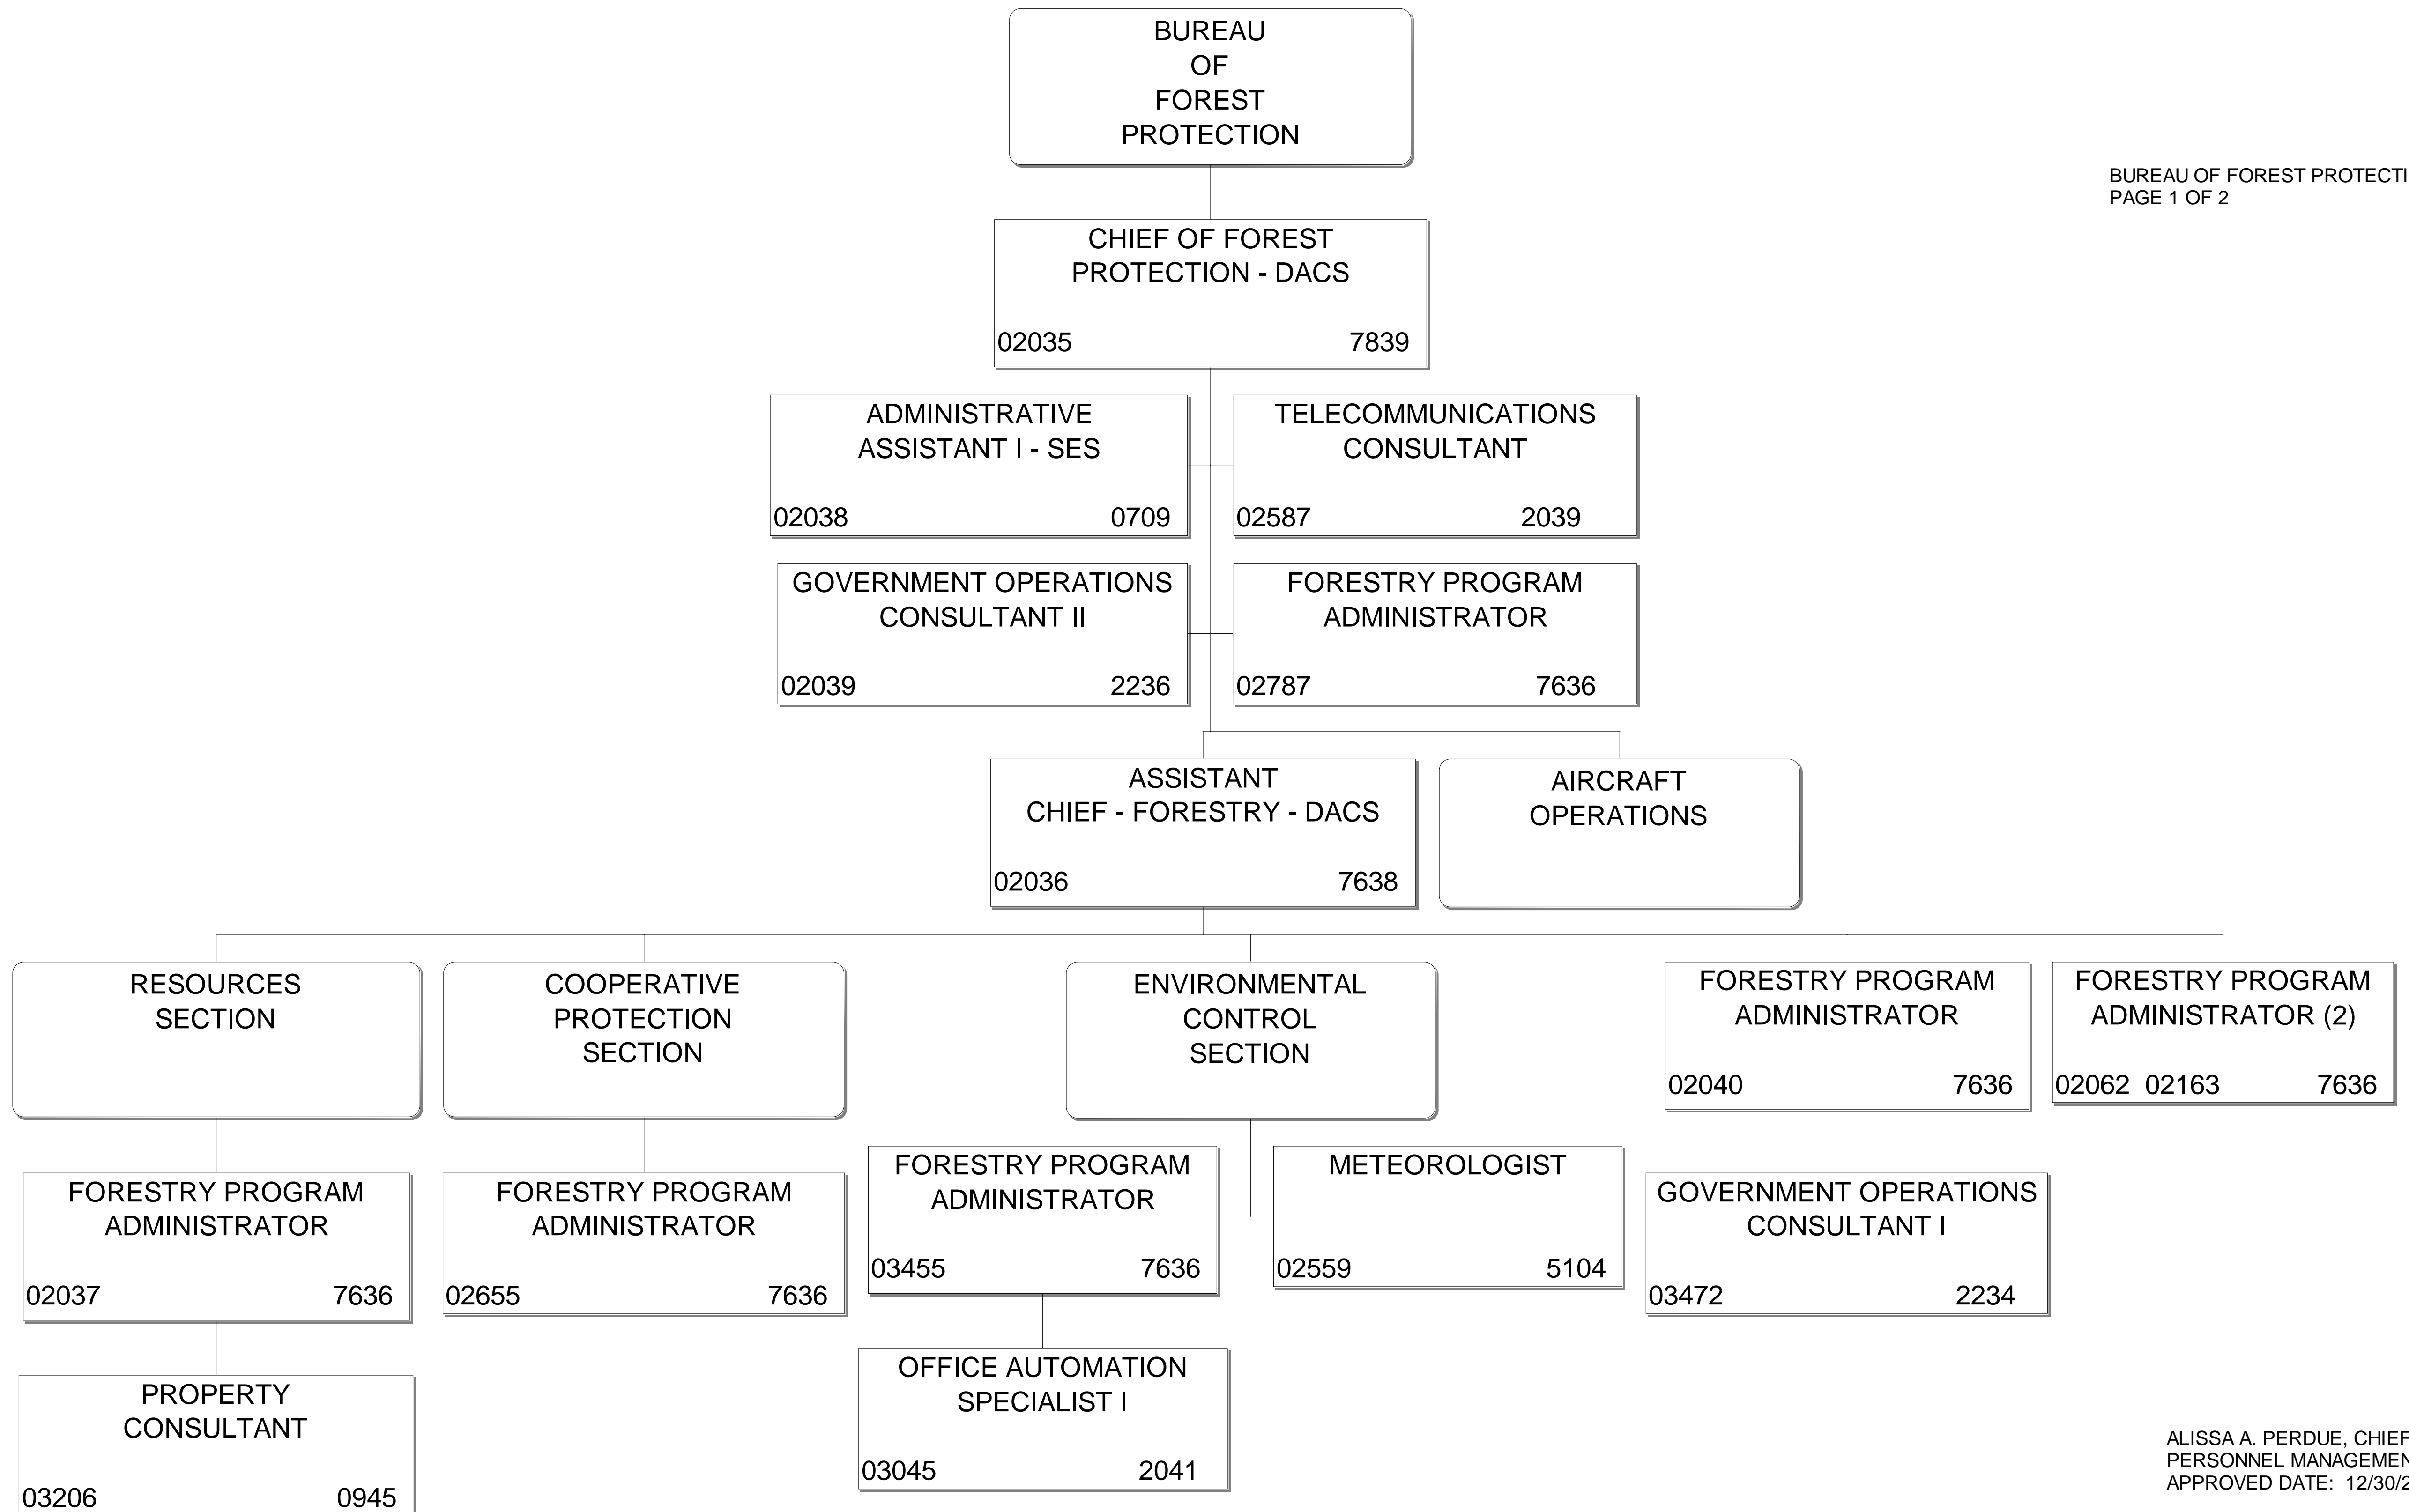 BUREAU
OF
FOREST
PROTECTION
BUREAU OF FOREST PROTECTI
PAGE 1 OF 2
CHIEF OF FOREST
PROTECTION - DACS
02035 7839
ADMINISTRATIVE
ASSISTANT I - SES
02038 0709
TELECOMMUNICATIONS
CONSULTANT
02587 2039
GOVERNMENT OPERATIONS
CONSULTANT II
02039 2236
FORESTRY PROGRAM
ADMINISTRATOR
02787 7636
ASSISTANT
CHIEF - FORESTRY - DACS
02036 7638
AIRCRAFT
OPERATIONS
RESOURCES
SECTION
COOPERATIVE
PROTECTION
SECTION
ENVIRONMENTAL
CONTROL
SECTION
FORESTRY PROGRAM
ADMINISTRATOR
02040 7636
FORESTRY PROGRAM
ADMINISTRATOR (2)
02062 02163 7636
FORESTRY PROGRAM
ADMINISTRATOR
02037 7636
FORESTRY PROGRAM
ADMINISTRATOR
02655 7636
FORESTRY PROGRAM
ADMINISTRATOR
03455 7636
METEOROLOGIST
02559 5104
GOVERNMENT OPERATIONS
CONSULTANT I
03472 2234
PROPERTY
CONSULTANT
03206 0945
OFFICE AUTOMATION
SPECIALIST I
03045 2041
ALISSA A. PERDUE, CHIEF
PERSONNEL MANAGEMEN
APPROVED DATE: 12/30/2